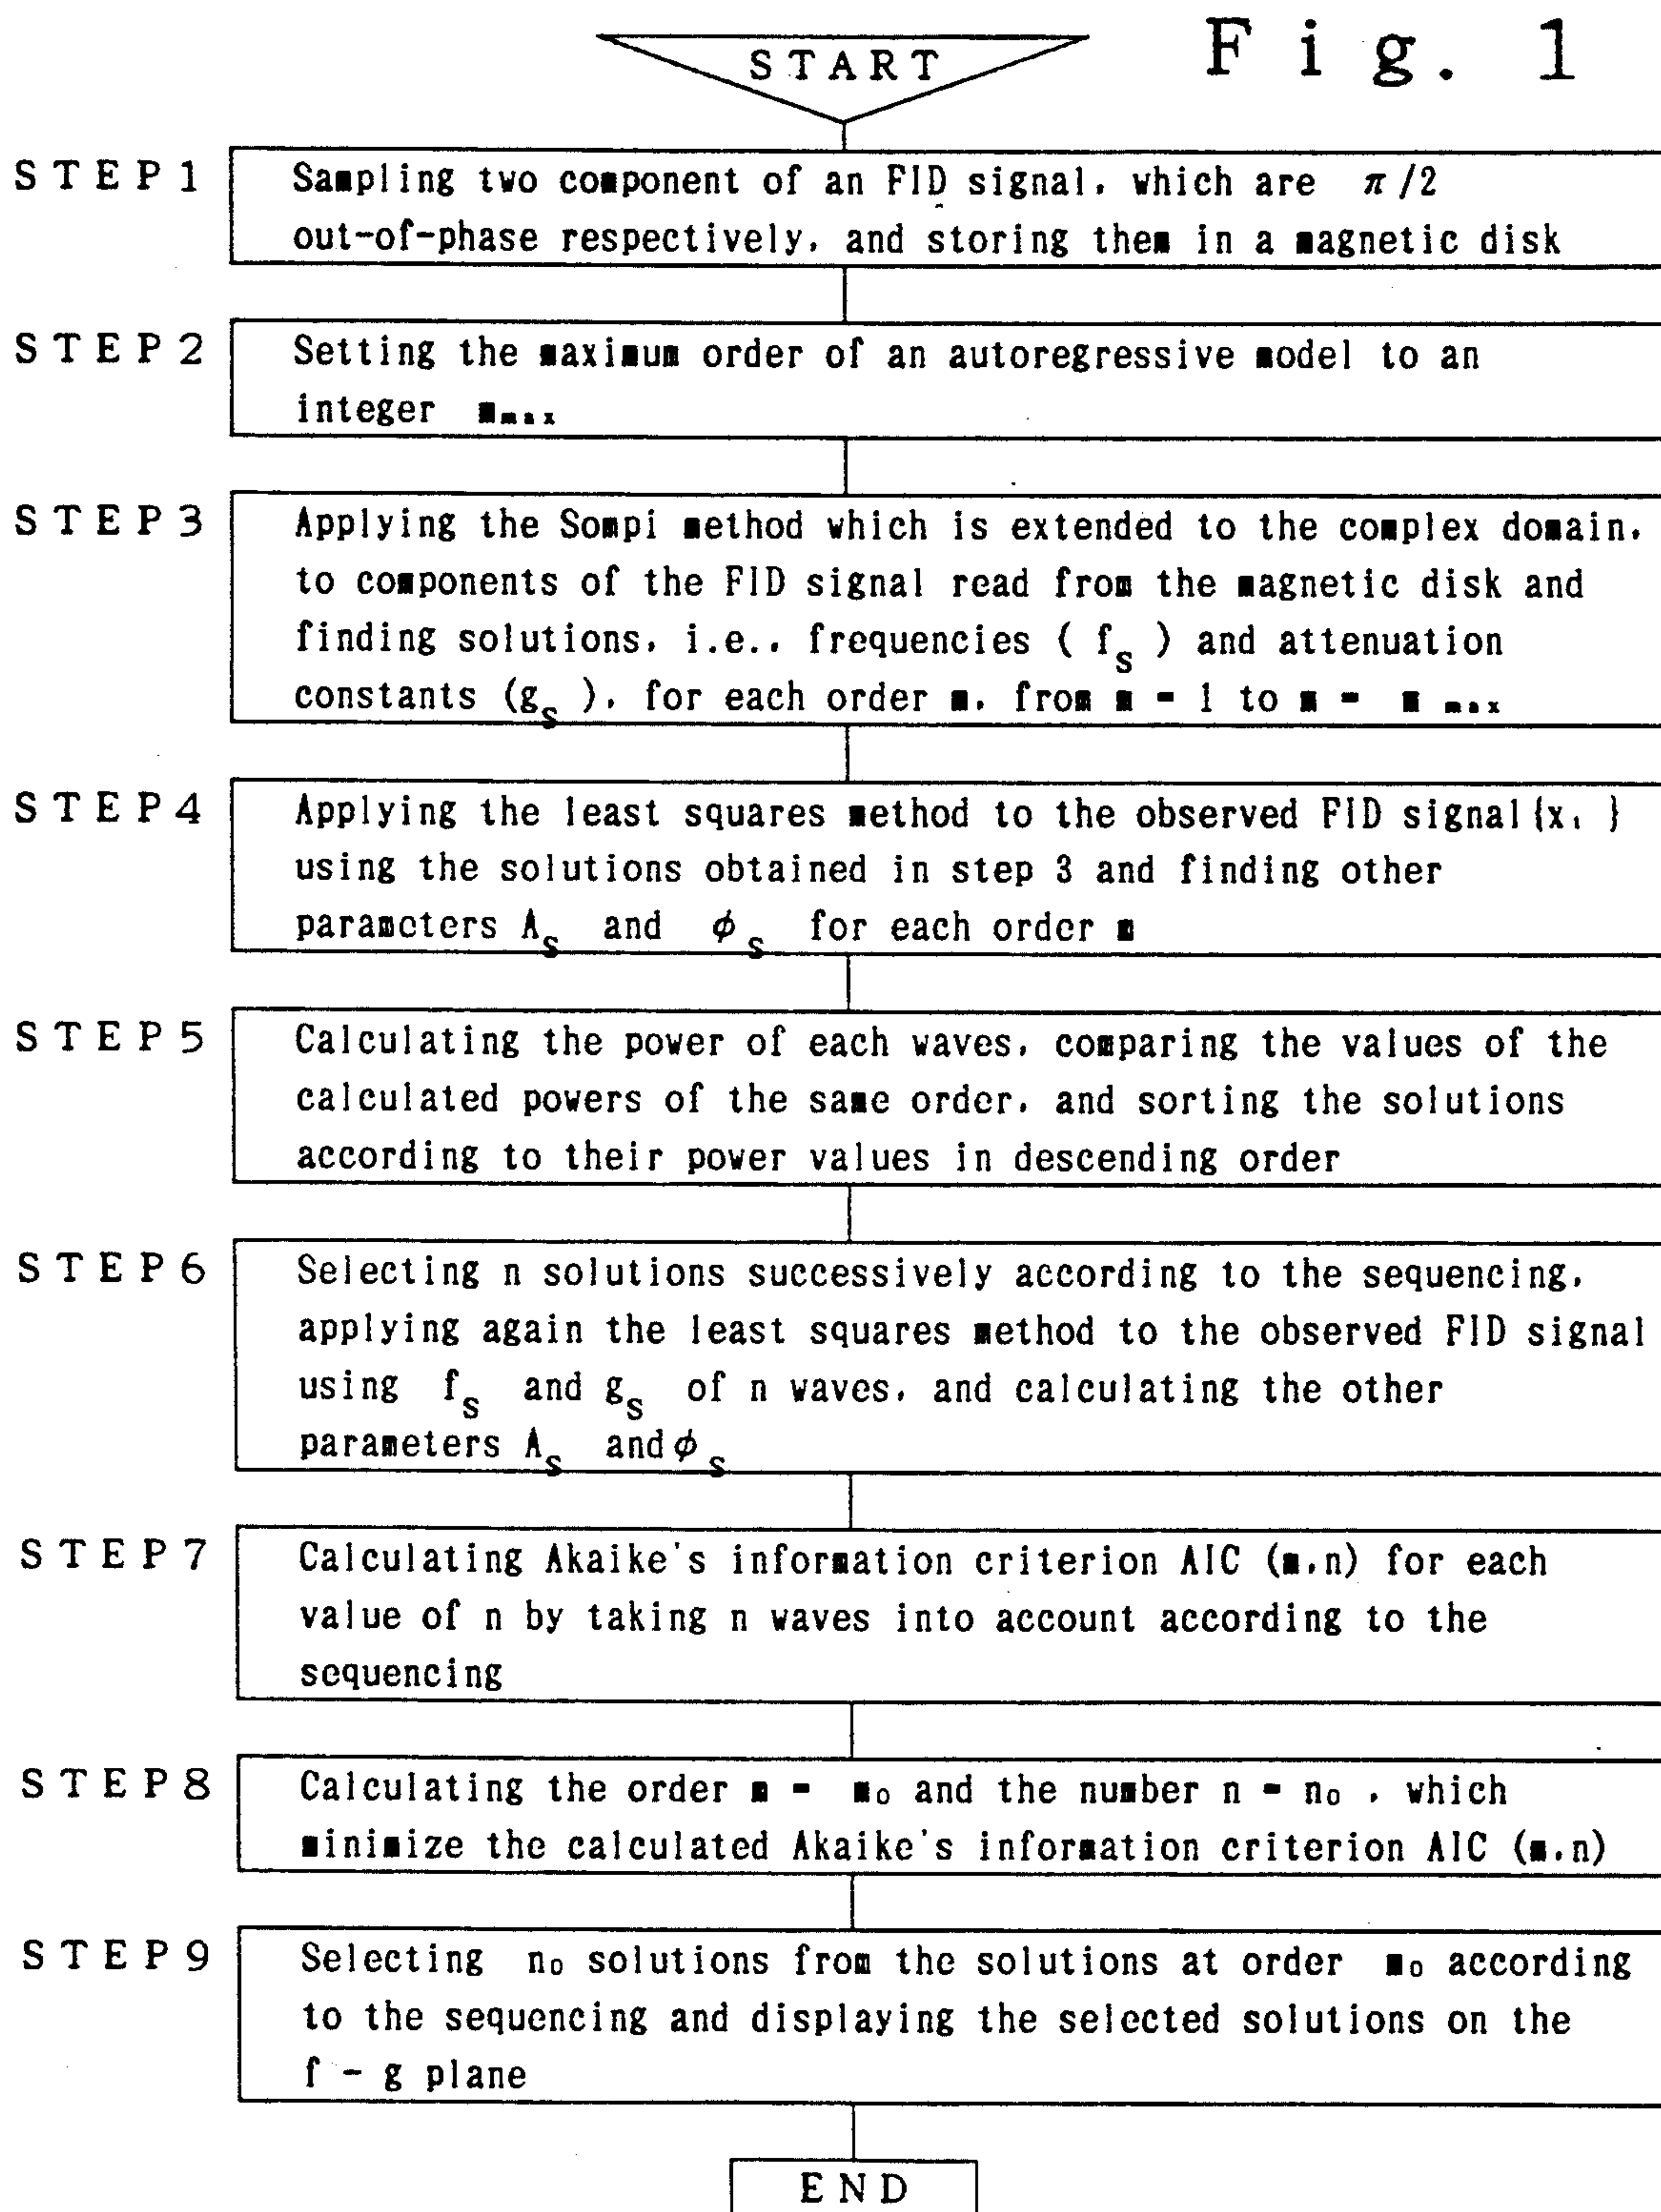 Fig. 1
START
STEP1
Sampling two component of an FID signal, which are π/2
out-of-phase respectively, and storing them in a magnetic disk
STEP2
Setting the maximum order of an autoregressive model to an
integer m max
STEP3
Applying the Sompi method which is extended to the complex domain,
to components of the FID signal read from the magnetic disk and
finding solutions, i.e., frequencies ( f s ) and attenuation
constants (g s ), for each order m, from m = 1 to m = m max
STEP4
Applying the least squares method to the observed FID signal {x t }
using the solutions obtained in step 3 and finding other
parameters A s and φ s for each order m
STEP5
Calculating the power of each waves, comparing the values of the
calculated powers of the same order, and sorting the solutions
according to their power values in descending order
STEP6
Selecting n solutions successively according to the sequencing,
applying again the least squares method to the observed FID signal
using f s and g s of n waves, and calculating the other
parameters A s and φ s
STEP7
Calculating Akaike's information criterion AIC (m,n) for each
value of n by taking n waves into account according to the
sequencing
STEP8
Calculating the order m = m₀ and the number n = n₀ , which
minimize the calculated Akaike's information criterion AIC (m,n)
STEP9
Selecting n₀ solutions from the solutions at order m₀ according
to the sequencing and displaying the selected solutions on the
f - g plane
END